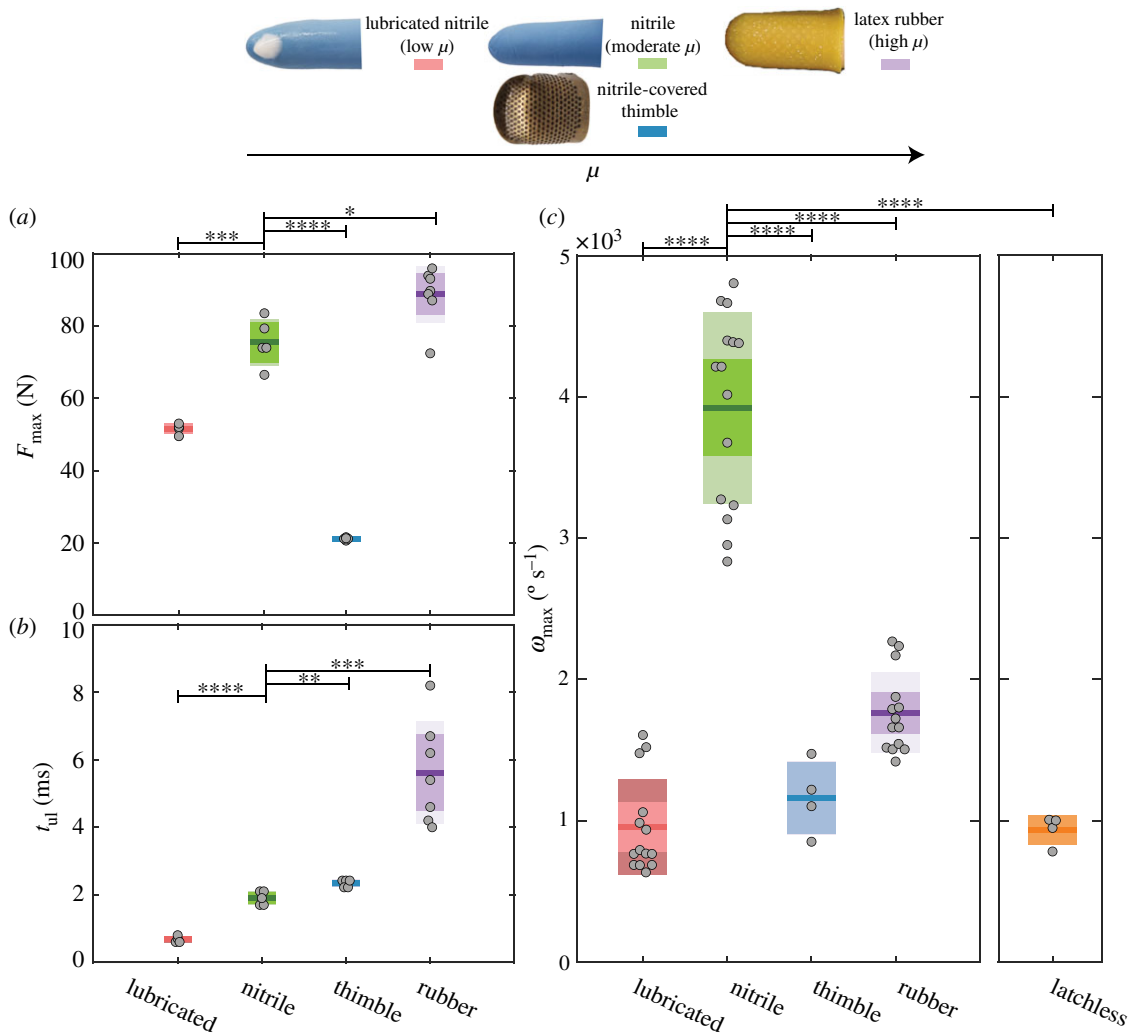 lubricated nitrile
(low μ)
nitrile
(moderate μ)
latex rubber
(high μ)
nitrile-covered
thimble
μ
(a)
*
****
***
100
80
60
40
20
0
F_max (N)
(b)
***
**
****
10
8
6
4
2
0
t_ul (ms)
lubricated
nitrile
thimble
rubber
(c)
****
****
****
****
×10³
5
4
3
2
1
0
ω_max (° s⁻¹)
lubricated
nitrile
thimble
rubber
latchless